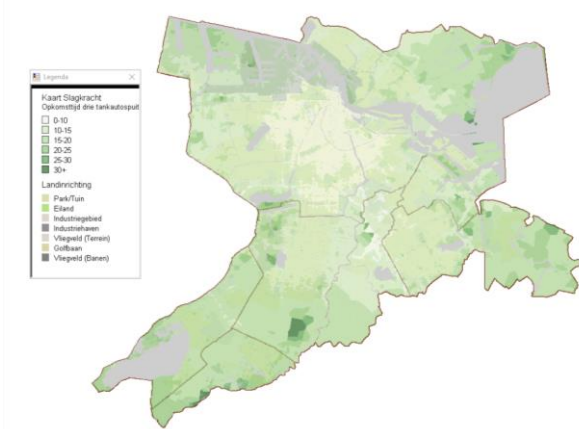 Legenda
Kaart Slagkracht
Opkomsttijd drie tankautospuit
0-10
10-15
15-20
20-25
25-30
30+
Landinrichting
Park/Tuin
Eiland
Industriegebied
Industriehaven
Vliegveld (Terrein)
Golfbaan
Vliegveld (Banen)